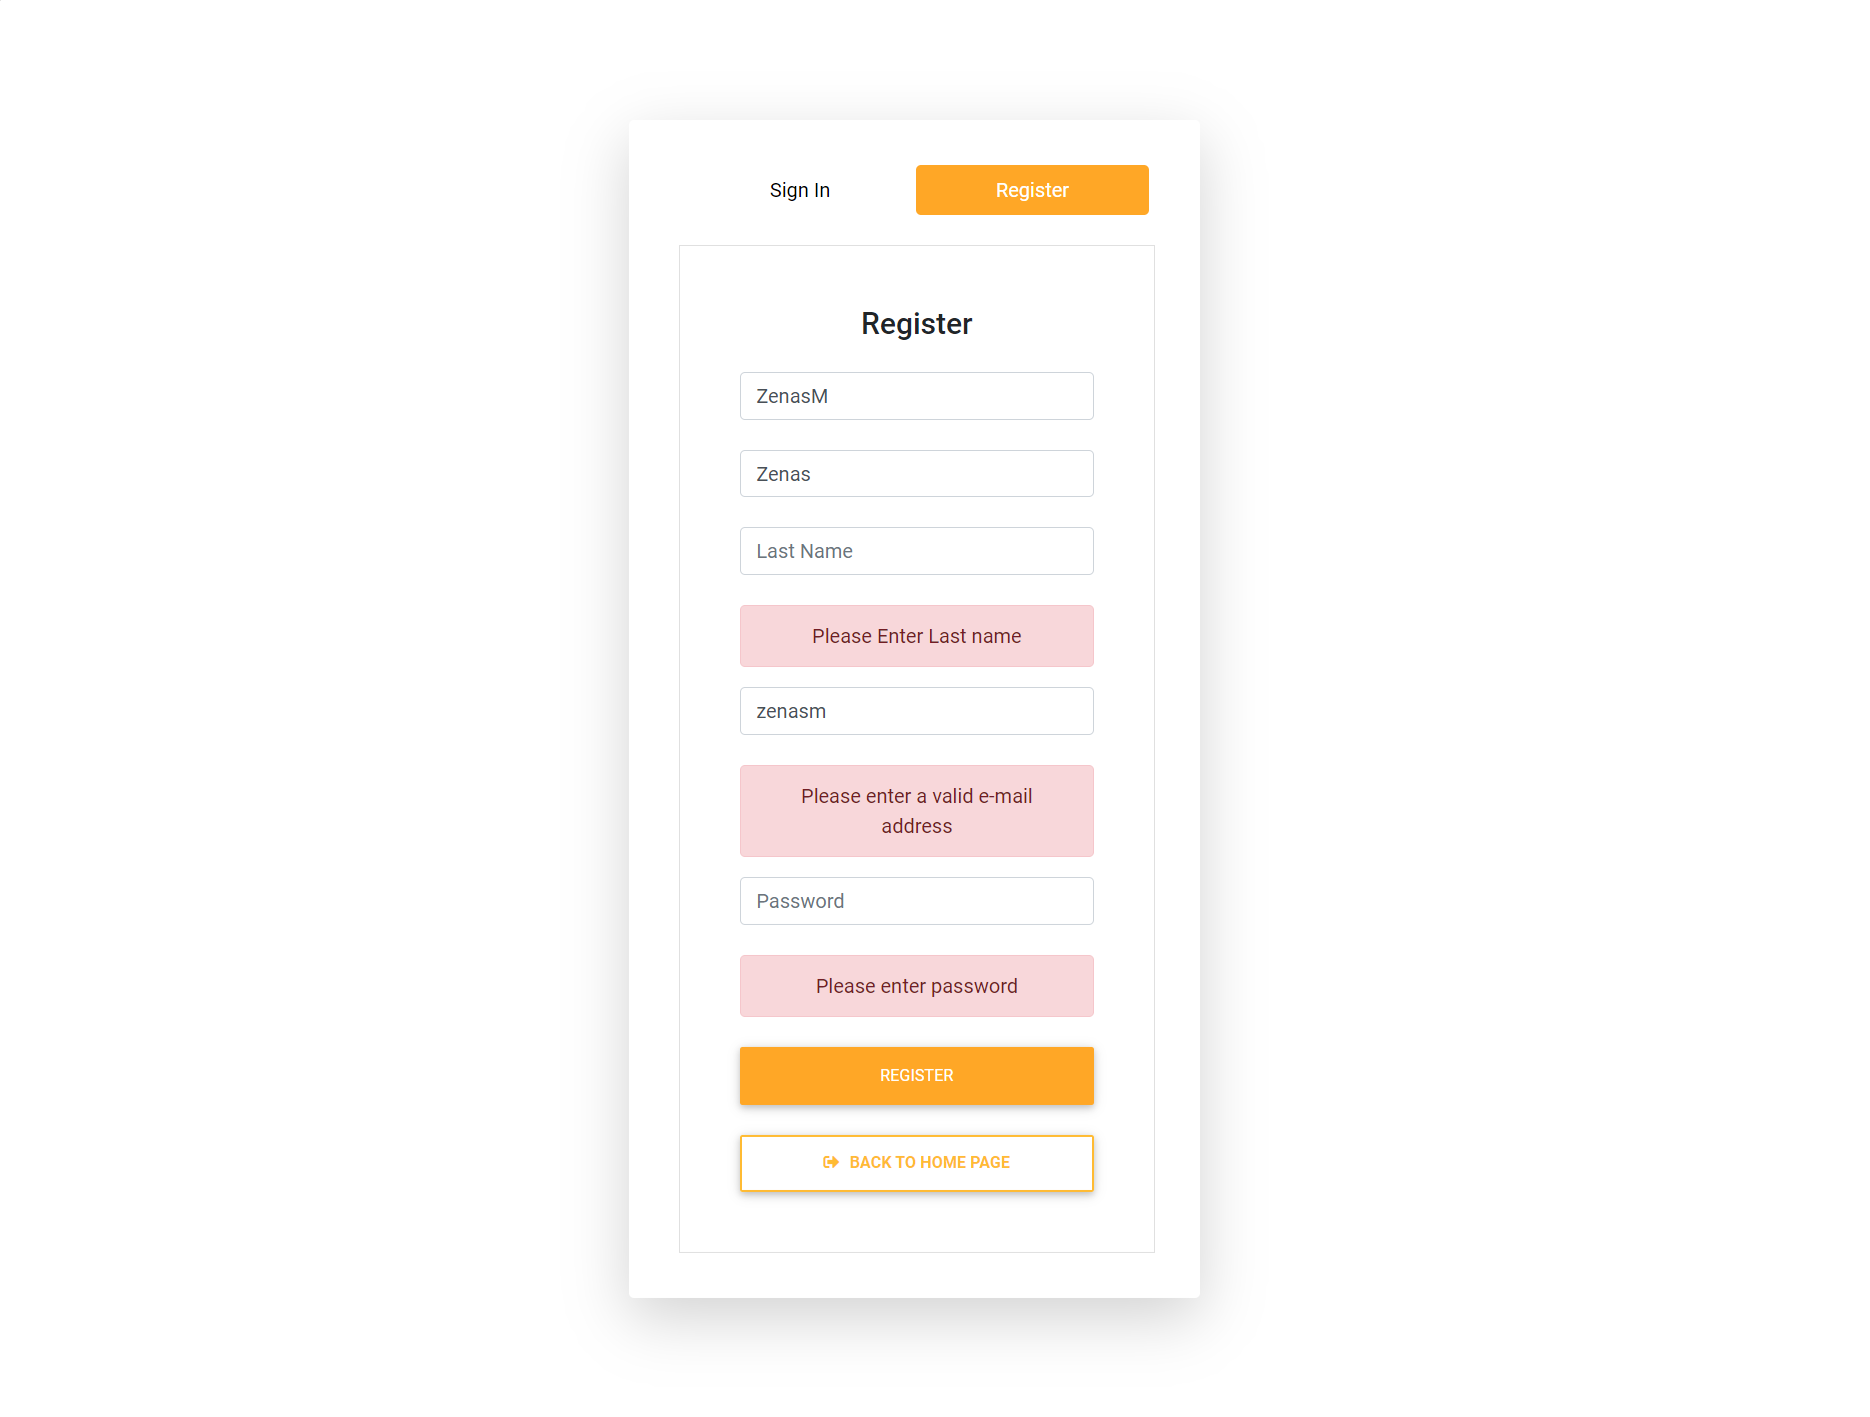 Sign In
Register
Register
ZenasM
Zenas
Last Name
Please Enter Last name
zenasm
Please enter a valid e-mail
address
Password
Please enter password
REGISTER
BACK TO HOME PAGE